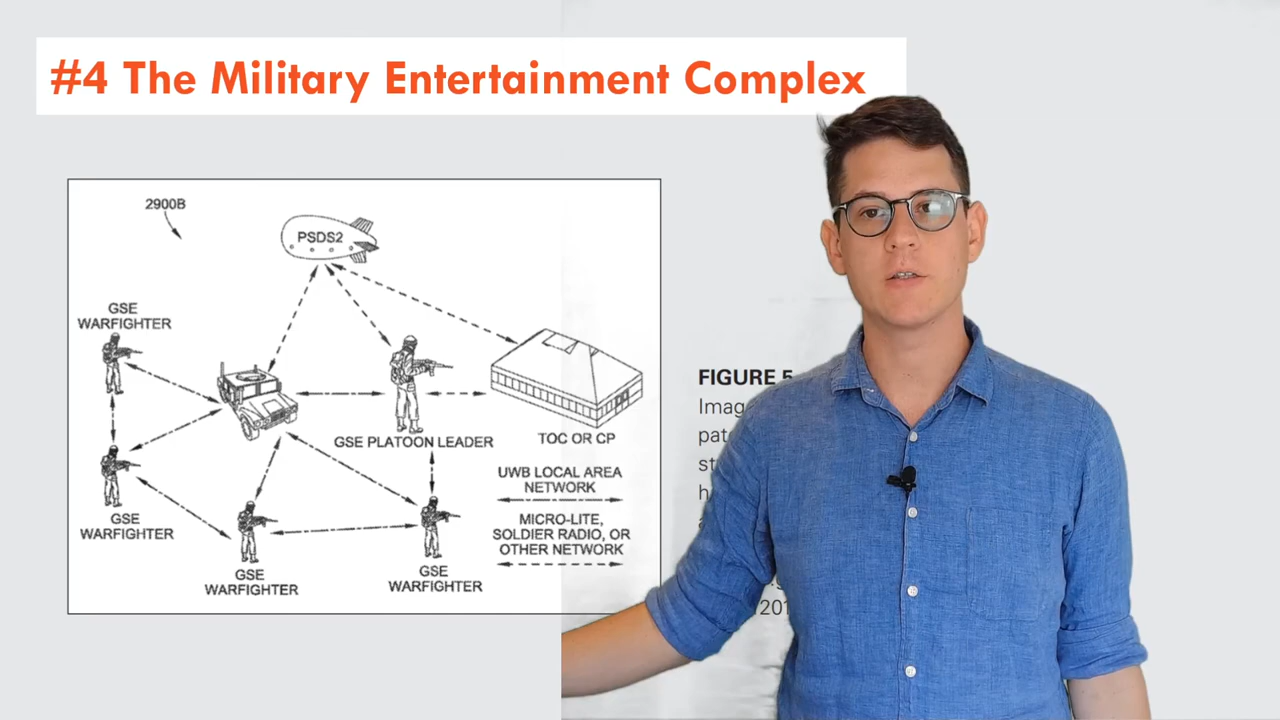 #4 The Military Entertainment Complex
2900B
PSDS2
GSE
WARFIGHTER
GSE PLATOON LEADER
TOC OR CP
UWB LOCAL AREA
NETWORK
MICRO-LITE,
SOLDIER RADIO, OR
OTHER NETWORK
GSE
WARFIGHTER
GSE
WARFIGHTER
GSE
WARFIGHTER
FIGURE 5